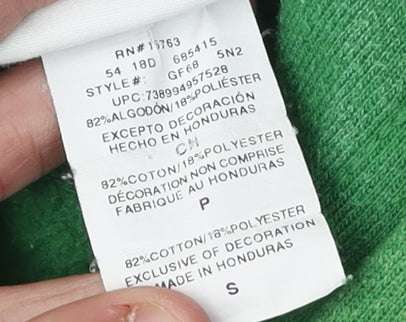 RN# 15763
54 18D 685415
STYLE#: GF68 5N2
UPC:738994957528
82%ALGODÓN/18%POLIÉSTER
EXCEPTO DECORACIÓN
HECHO EN HONDURAS
CH
82%COTON/18%POLYESTER
DÉCORATION NON COMPRISE
FABRIQUÉ AU HONDURAS
P
82%COTTON/18%POLYESTER
EXCLUSIVE OF DECORATION
MADE IN HONDURAS
S